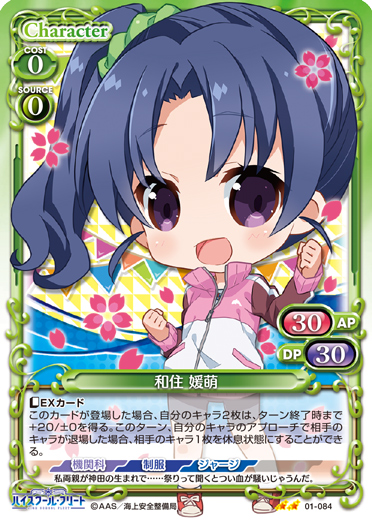 Character
COST
0
SOURCE
0
30 AP
DP 30
和住 媛萌
EXカード
このカードが登場した場合、自分のキャラ2枚は、ターン終了時まで
+20/±0を得る。このターン、自分のキャラのアプローチで相手の
キャラが退場した場合、相手のキャラ1枚を休息状態にすることがで
きる。
機関科 制服 ジャージ
私両親が神田の生まれで……祭りって聞くとつい血が騒いじゃうんだ。
ハイスクール・フリート
©AAS／海上安全整備局
01-084